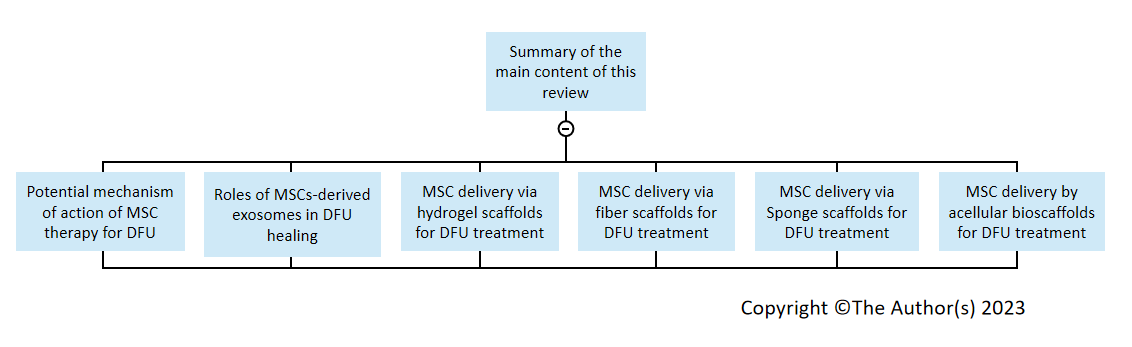 Summary of the
main content of this
review
Potential mechanism
of action of MSC
therapy for DFU
Roles of MSCs-derived
exosomes in DFU
healing
MSC delivery via
hydrogel scaffolds
for DFU treatment
MSC delivery via
fiber scaffolds for
DFU treatment
MSC delivery via
Sponge scaffolds for
DFU treatment
MSC delivery by
acellular bioscaffolds
for DFU treatment
Copyright ©The Author(s) 2023